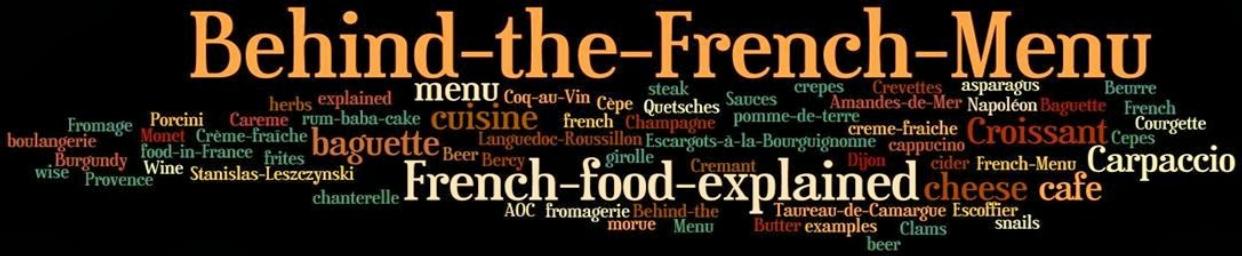 Behind-the-French-Menu
menu steak crepes Crevettes asparagus Beurre
herbs explained Coq-au-Vin Cèpe Quetsches Sauces Amandes-de-Mer Napoléon Baguette French
Fromage Porcini Careme rum-baba-cake cuisine french Champagne pomme-de-terre creme-fraiche Croissant Courgette
boulangerie Monet Crème-fraîche baguette Languedoc-Roussillon Escargots-à-la-Bourguignonne cappucino Cepes
Burgundy food-in-France frites Beer Bercy girolle Cremant Dijon cider French-Menu Carpaccio
wise Provence Wine Stanislas-Leszczynski French-food-explained cheese cafe
chanterelle AOC fromagerie Behind-the Taureau-de-Camargue Escoffier
morue Menu Butter examples Clams snails
beer